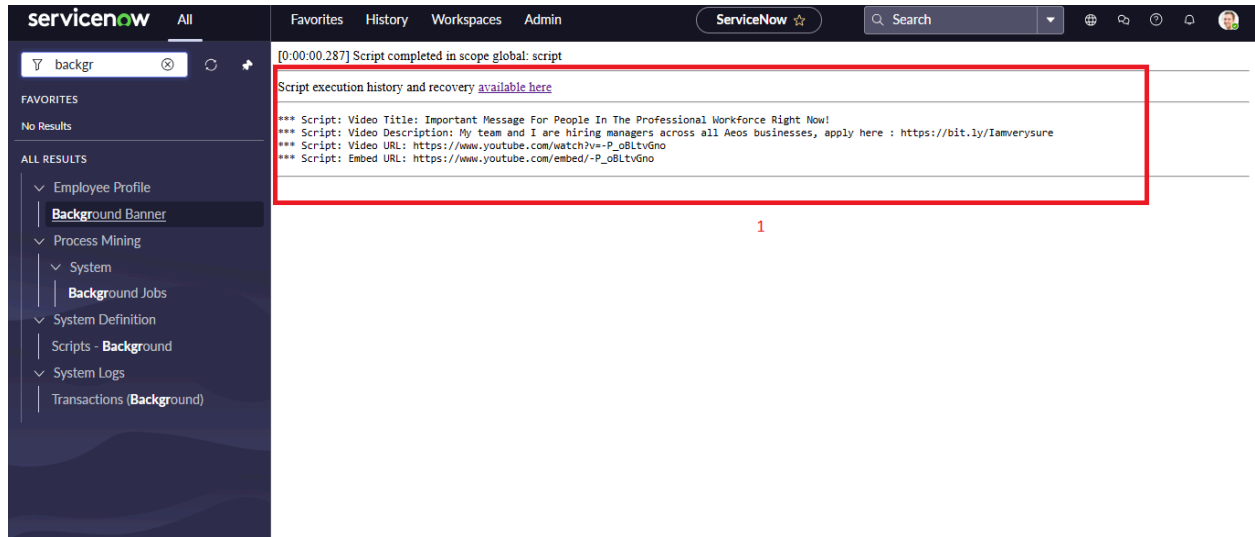 servicenow All Favorites History Workspaces Admin ServiceNow Search
backgr
FAVORITES
No Results
ALL RESULTS
Employee Profile
Background Banner
Process Mining
System
Background Jobs
System Definition
Scripts - Background
System Logs
Transactions (Background)
[0:00:00.287] Script completed in scope global: script
Script execution history and recovery available here
*** Script: Video Title: Important Message For People In The Professional Workforce Right Now!
*** Script: Video Description: My team and I are hiring managers across all Aeos businesses, apply here : https://bit.ly/Iamverysure
*** Script: Video URL: https://www.youtube.com/watch?v=-P_oBLtvGno
*** Script: Embed URL: https://www.youtube.com/embed/-P_oBLtvGno
1